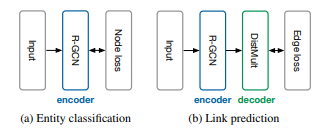 Input
R-GCN
Node loss
encoder
(a) Entity classification
Input
R-GCN
DistMult
Edge loss
encoder decoder
(b) Link prediction